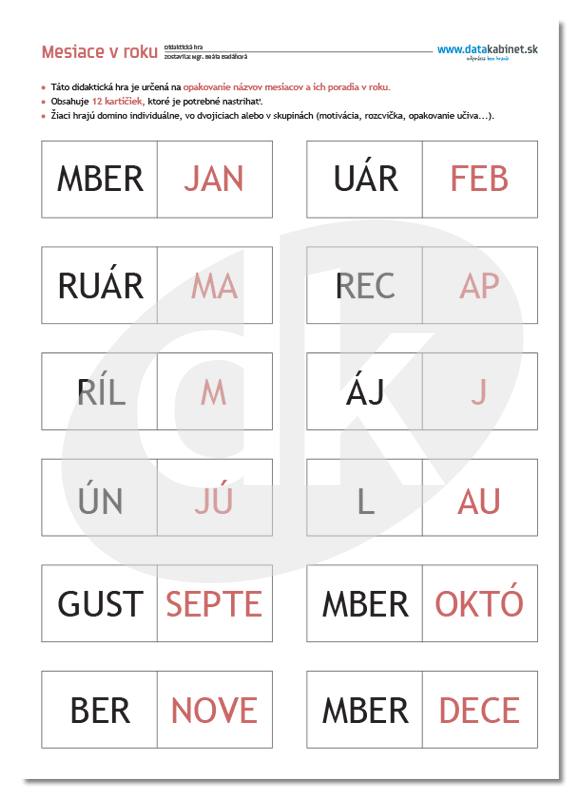 Mesiace v roku
Didaktická hra
Zostavila: Mgr. Beáta Badáňová
www.datakabinet.sk
• Táto didaktická hra je určená na opakovanie názvov mesiacov a ich poradia v roku.
• Obsahuje 12 kartičiek, ktoré je potrebné nastrihať.
• Žiaci hrajú domino individuálne, vo dvojiciach alebo v skupinách (motivácia, rozcvička, opakovanie učiva...).
MBER JAN UÁR FEB
RUÁR MA REC AP
RÍL M ÁJ J
ÚN JÚ L AU
GUST SEPTE MBER OKTÓ
BER NOVE MBER DECE
dk